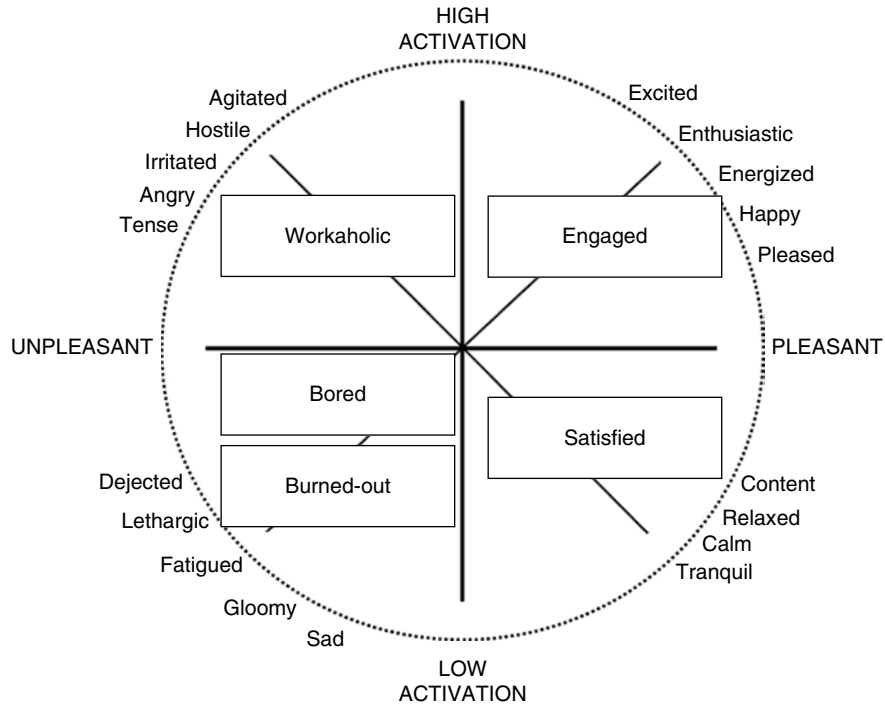 HIGH
ACTIVATION
Agitated
Excited
Hostile
Enthusiastic
Irritated
Energized
Angry
Happy
Tense
Workaholic
Engaged
Pleased
UNPLEASANT
PLEASANT
Bored
Satisfied
Dejected
Burned-out
Content
Lethargic
Relaxed
Calm
Fatigued
Tranquil
Gloomy
Sad
LOW
ACTIVATION